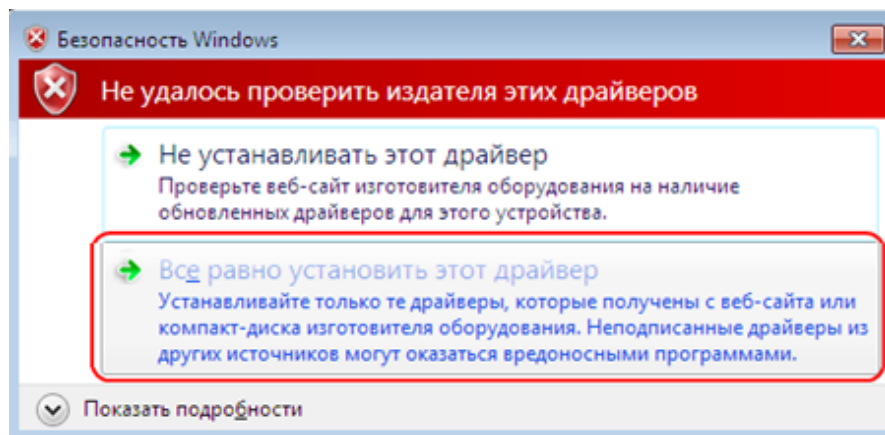 Безопасность Windows
Не удалось проверить издателя этих драйверов
Не устанавливать этот драйвер
Проверьте веб-сайт изготовителя оборудования на наличие
обновленных драйверов для этого устройства.
Все равно установить этот драйвер
Устанавливайте только те драйверы, которые получены с веб-сайта или
компакт-диска изготовителя оборудования. Неподписанные драйверы из
других источников могут оказаться вредоносными программами.
Показать подробности